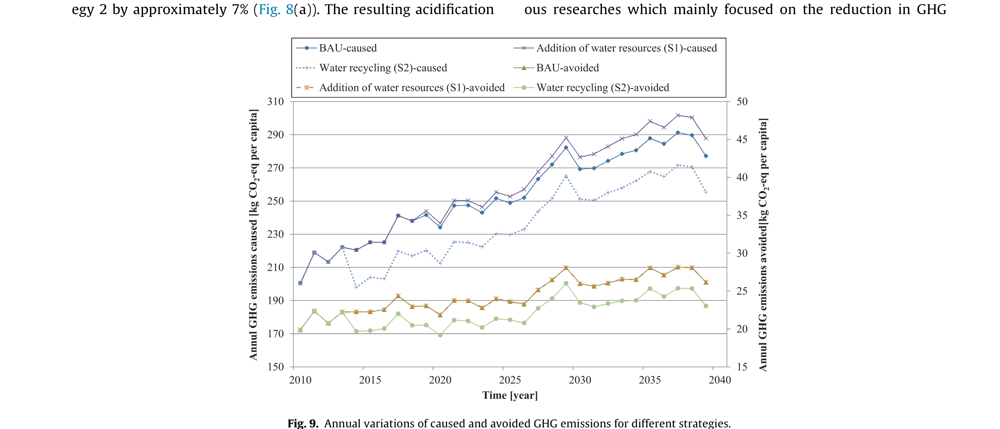 egy 2 by approximately 7% (Fig. 8(a)). The resulting acidification
ous researches which mainly focused on the reduction in GHG
BAU-caused
Addition of water resources (S1)-caused
Water recycling (S2)-caused
BAU-avoided
Addition of water resources (S1)-avoided
Water recycling (S2)-avoided
Annul GHG emissions caused [kg CO2-eq per capita]
310
290
270
250
230
210
190
170
150
50
45
40
35
30
25
20
15
Annul GHG emissions avoided[kg CO2-eq per capita]
2010 2015 2020 2025 2030 2035 2040
Time [year]
Fig. 9. Annual variations of caused and avoided GHG emissions for different strategies.